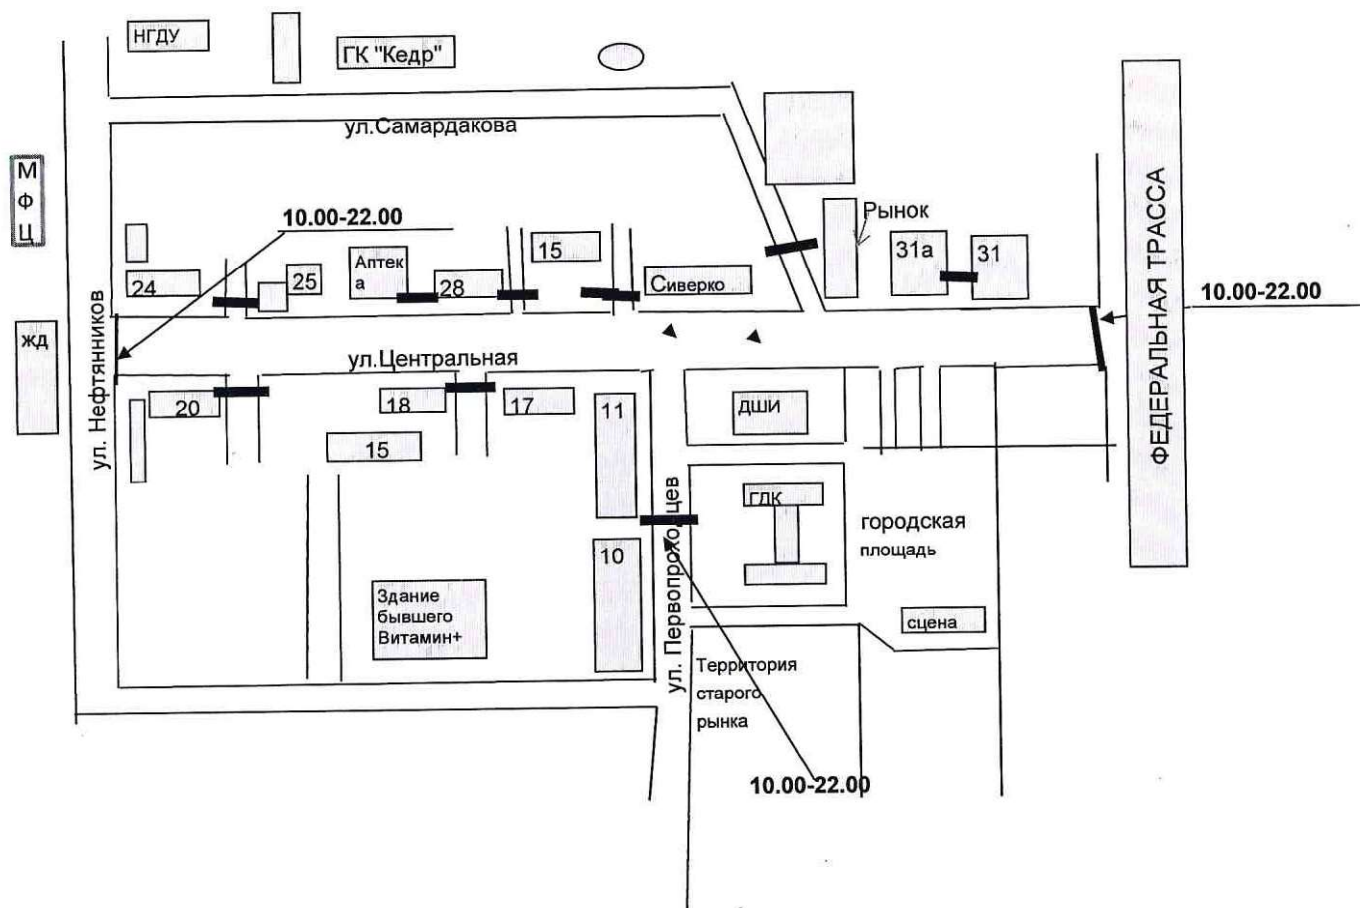 НГДУ
ГК "Кедр"
ул.Самардакова
М
Ф
Ц
10.00-22.00
Рынок
15
31а
31
24
25
Аптек
а
28
Сиверко
10.00-22.00
ФЕДЕРАЛЬНАЯ ТРАССА
жд
ул. Нефтянников
ул.Центральная
20
18
17
11
ДШИ
15
ГДК
городская
площадь
ул. Первопроходцев
10
Здание
бывшего
Витамин+
сцена
Территория
старого
рынка
10.00-22.00